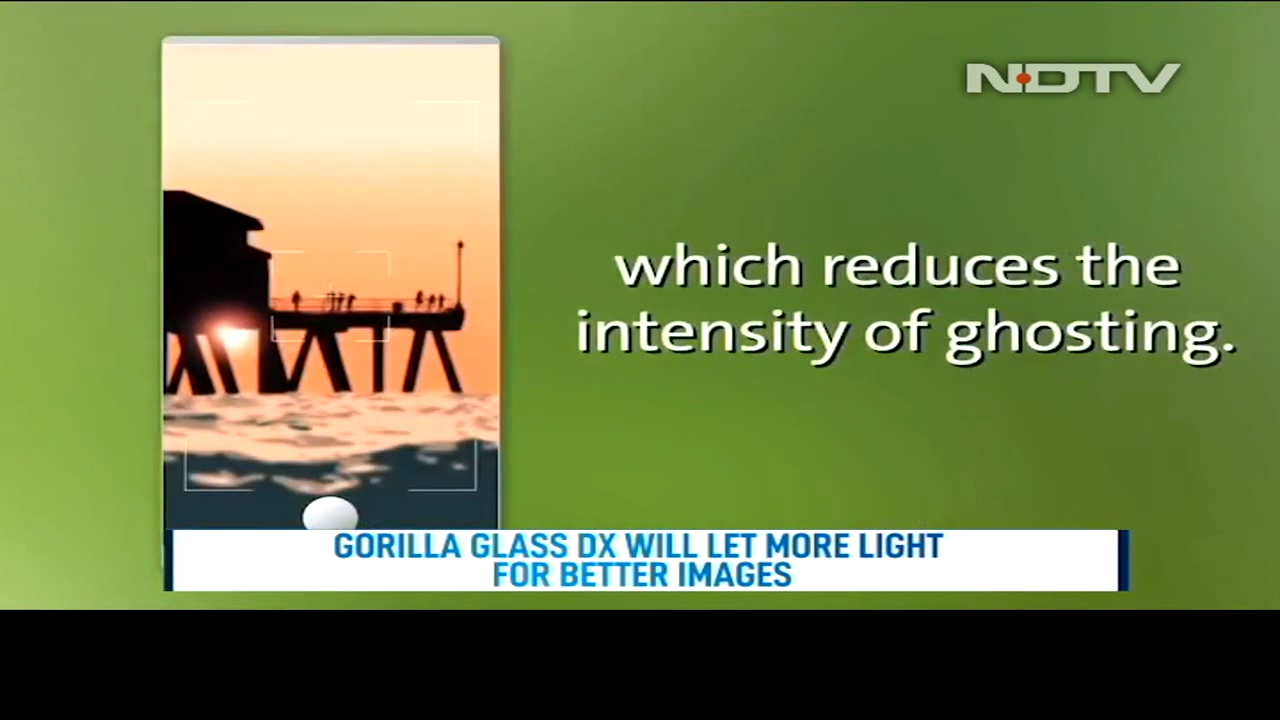 NDTV
which reduces the
intensity of ghosting.
GORILLA GLASS DX WILL LET MORE LIGHT
FOR BETTER IMAGES